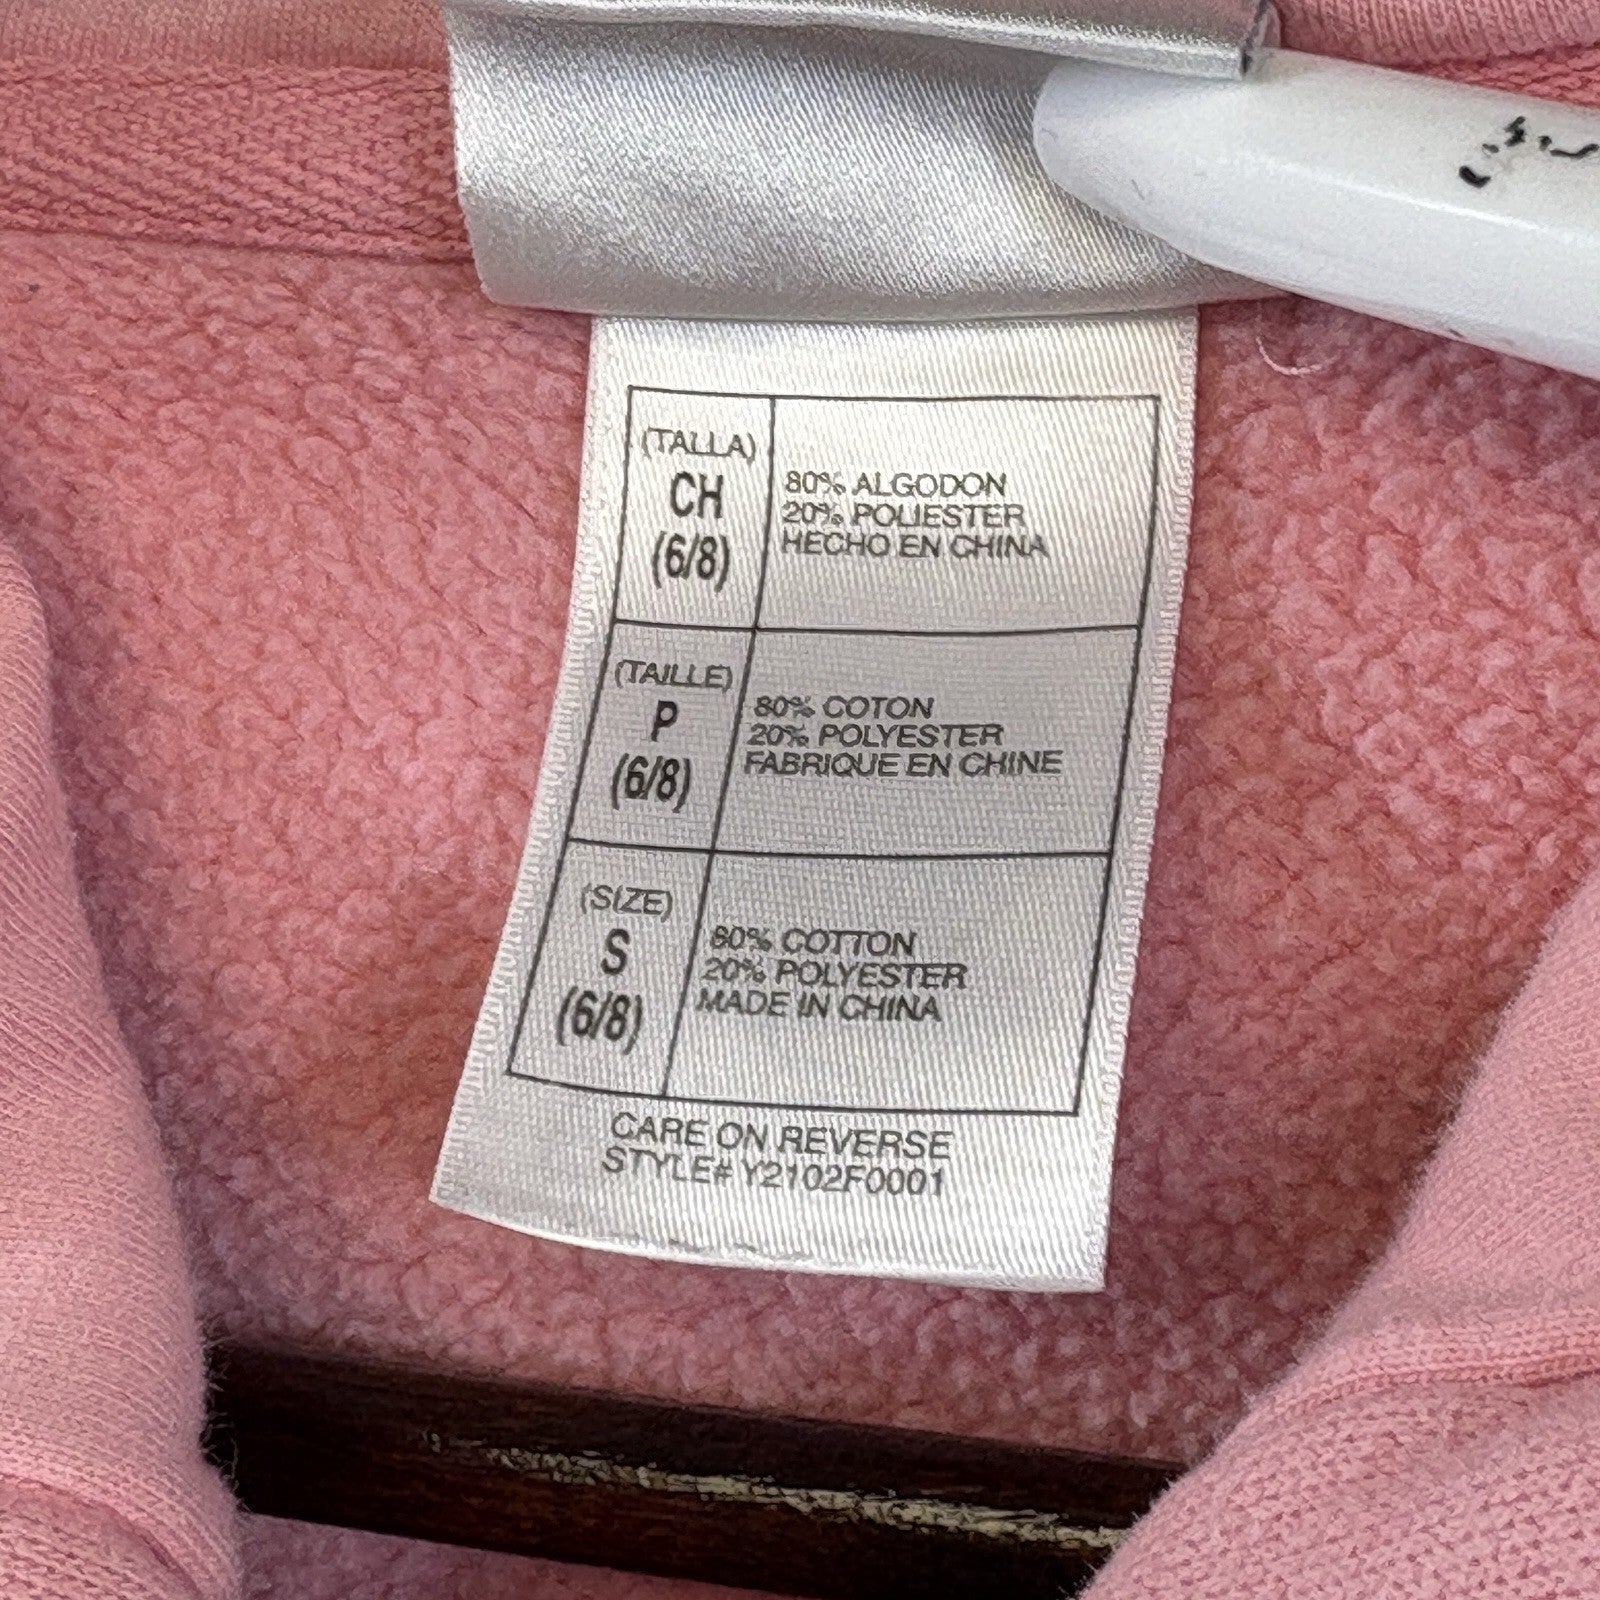 (TALLA)
CH
(6/8)
80% ALGODON
20% POLIESTER
HECHO EN CHINA
(TAILLE)
P
(6/8)
80% COTON
20% POLYESTER
FABRIQUE EN CHINE
(SIZE)
S
(6/8)
80% COTTON
20% POLYESTER
MADE IN CHINA
CARE ON REVERSE
STYLE# Y2102F0001